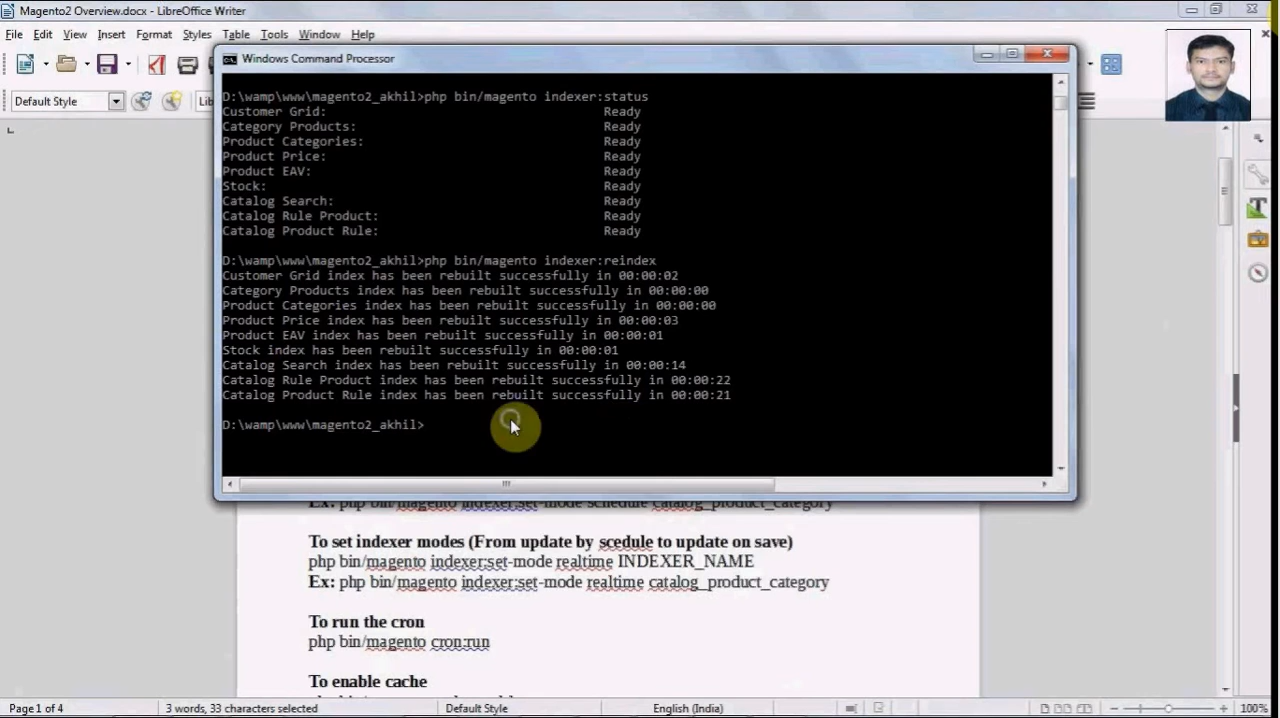 Magento2 Overview.docx - LibreOffice Writer
File Edit View Insert Format Styles Table Tools Window Help
Default Style
Windows Command Processor
D:\wamp\www\magento2_akhil>php bin/magento indexer:status
Customer Grid: Ready
Category Products: Ready
Product Categories: Ready
Product Price: Ready
Product EAV: Ready
Stock: Ready
Catalog Search: Ready
Catalog Rule Product: Ready
Catalog Product Rule: Ready
D:\wamp\www\magento2_akhil>php bin/magento indexer:reindex
Customer Grid index has been rebuilt successfully in 00:00:02
Category Products index has been rebuilt successfully in 00:00:00
Product Categories index has been rebuilt successfully in 00:00:00
Product Price index has been rebuilt successfully in 00:00:03
Product EAV index has been rebuilt successfully in 00:00:01
Stock index has been rebuilt successfully in 00:00:01
Catalog Search index has been rebuilt successfully in 00:00:14
Catalog Rule Product index has been rebuilt successfully in 00:00:22
Catalog Product Rule index has been rebuilt successfully in 00:00:21
D:\wamp\www\magento2_akhil>
Ex: php bin/magento indexer:set-mode schedule catalog_product_category
To set indexer modes (From update by scedule to update on save)
php bin/magento indexer:set-mode realtime INDEXER_NAME
Ex: php bin/magento indexer:set-mode realtime catalog_product_category
To run the cron
php bin/magento cron:run
To enable cache
Page 1 of 4 3 words, 33 characters selected Default Style English (India) 100%